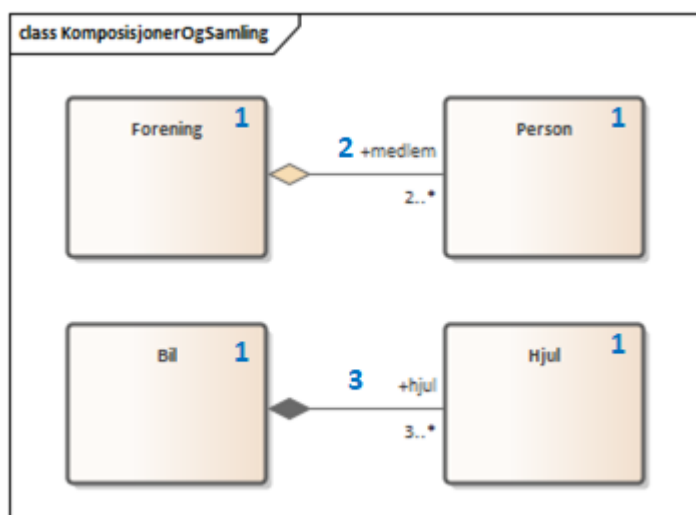 class KomposisjonerOgSamling
Forening 1
2 +medlem
2..*
Person 1
Bil 1
3 +hjul
3..*
Hjul 1